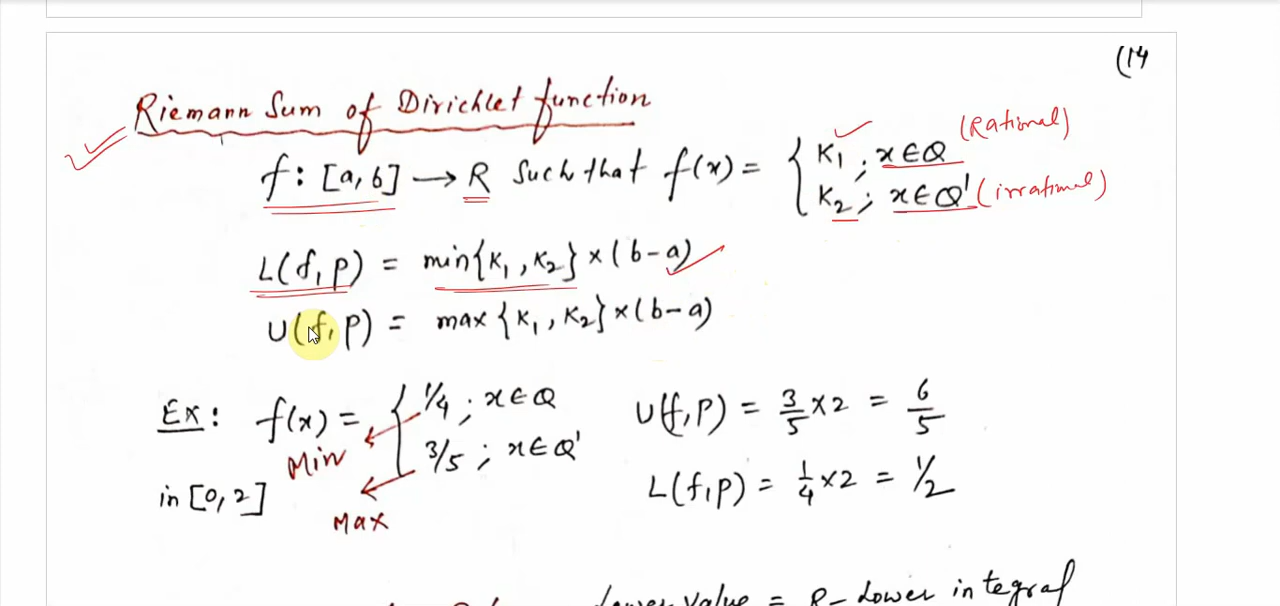 (14
Riemann Sum of Dirichlet function
f: [a, b] → R Such that f(x) = { K₁ ; x ∈ Q (Rational)
K₂ ; x ∈ Q' (irrational)
L(f, P) = min{K₁, K₂} × (b-a)
U(f, P) = max {K₁, K₂} × (b-a)
Ex: f(x) = { 1/4 ; x ∈ Q
3/5 ; x ∈ Q'
Min
in [0, 2]
Max
U(f, P) = 3/5 × 2 = 6/5
L(f, P) = 1/4 × 2 = 1/2
Lower value = R- Lower integral